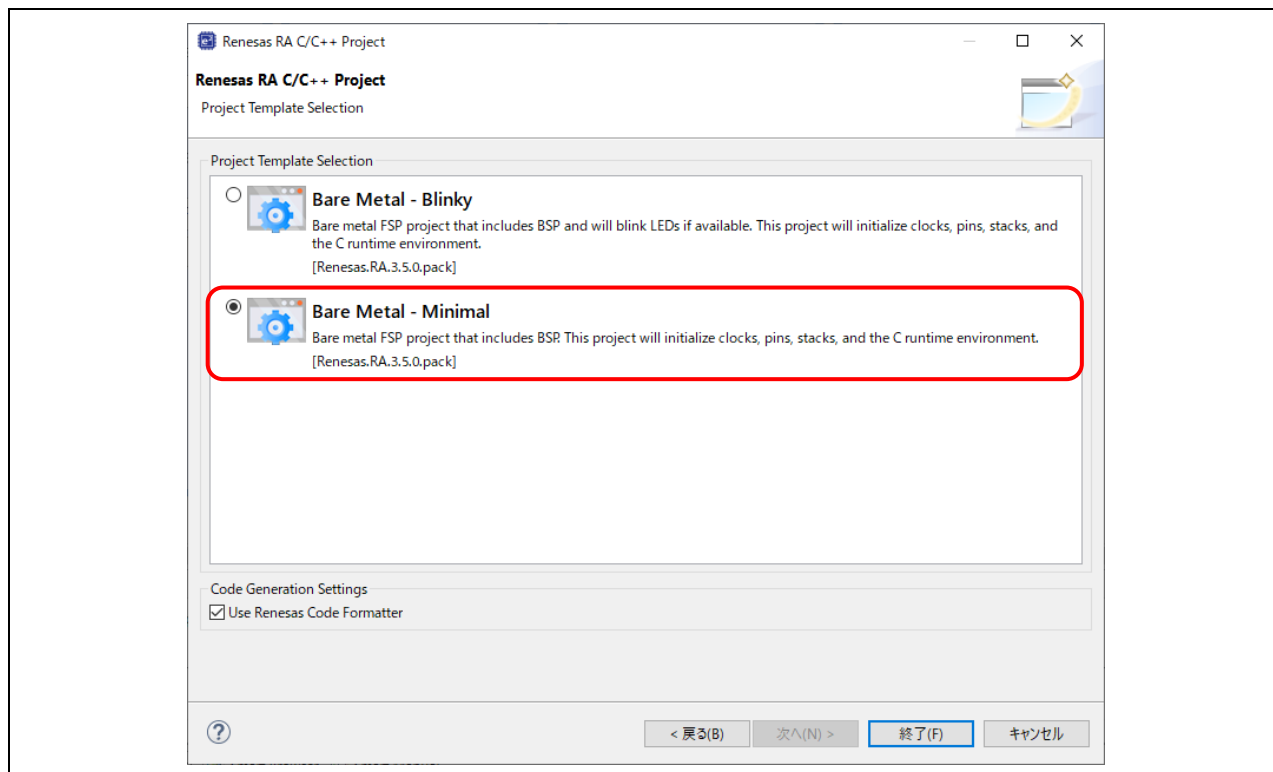 Renesas RA C/C++ Project
Renesas RA C/C++ Project
Project Template Selection
Project Template Selection
Bare Metal - Blinky
Bare metal FSP project that includes BSP and will blink LEDs if available. This project will initialize clocks, pins, stacks, and
the C runtime environment.
[Renesas.RA.3.5.0.pack]
Bare Metal - Minimal
Bare metal FSP project that includes BSP. This project will initialize clocks, pins, stacks, and the C runtime environment.
[Renesas.RA.3.5.0.pack]
Code Generation Settings
Use Renesas Code Formatter
< 戻る(B) 次へ(N) > 終了(F) キャンセル